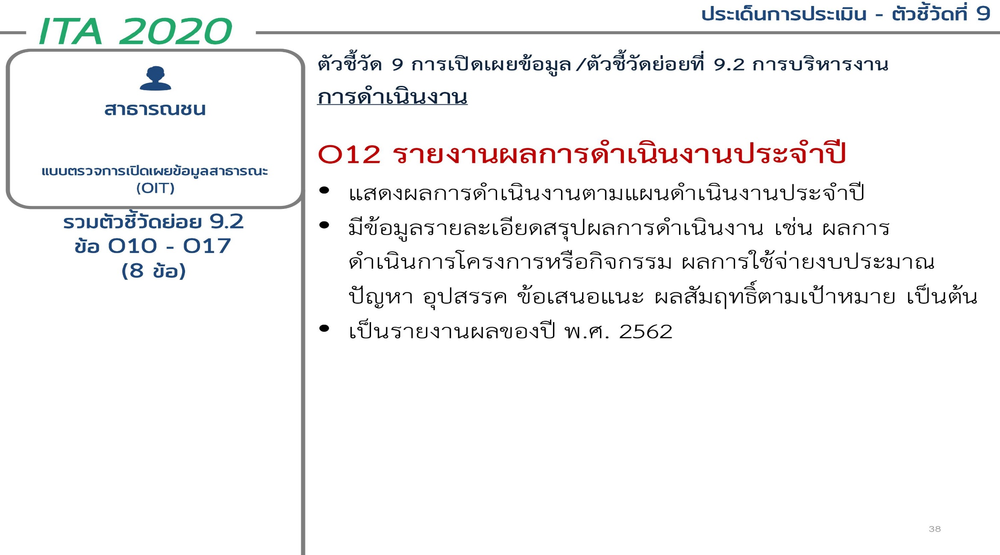 ประเด็นการประเมิน - ตัวชี้วัดที่ 9
ITA 2020
สาธารณชน
แบบตรวจการเปิดเผยข้อมูลสาธารณะ
(OIT)
รวมตัวชี้วัดย่อย 9.2
ข้อ O10 - O17
(8 ข้อ)
ตัวชี้วัด 9 การเปิดเผยข้อมูล /ตัวชี้วัดย่อยที่ 9.2 การบริหารงาน
การดำเนินงาน
O12 รายงานผลการดำเนินงานประจำปี
• แสดงผลการดำเนินงานตามแผนดำเนินงานประจำปี
• มีข้อมูลรายละเอียดสรุปผลการดำเนินงาน เช่น ผลการ
ดำเนินการโครงการหรือกิจกรรม ผลการใช้จ่ายงบประมาณ
ปัญหา อุปสรรค ข้อเสนอแนะ ผลสัมฤทธิ์ตามเป้าหมาย เป็นต้น
• เป็นรายงานผลของปี พ.ศ. 2562
38